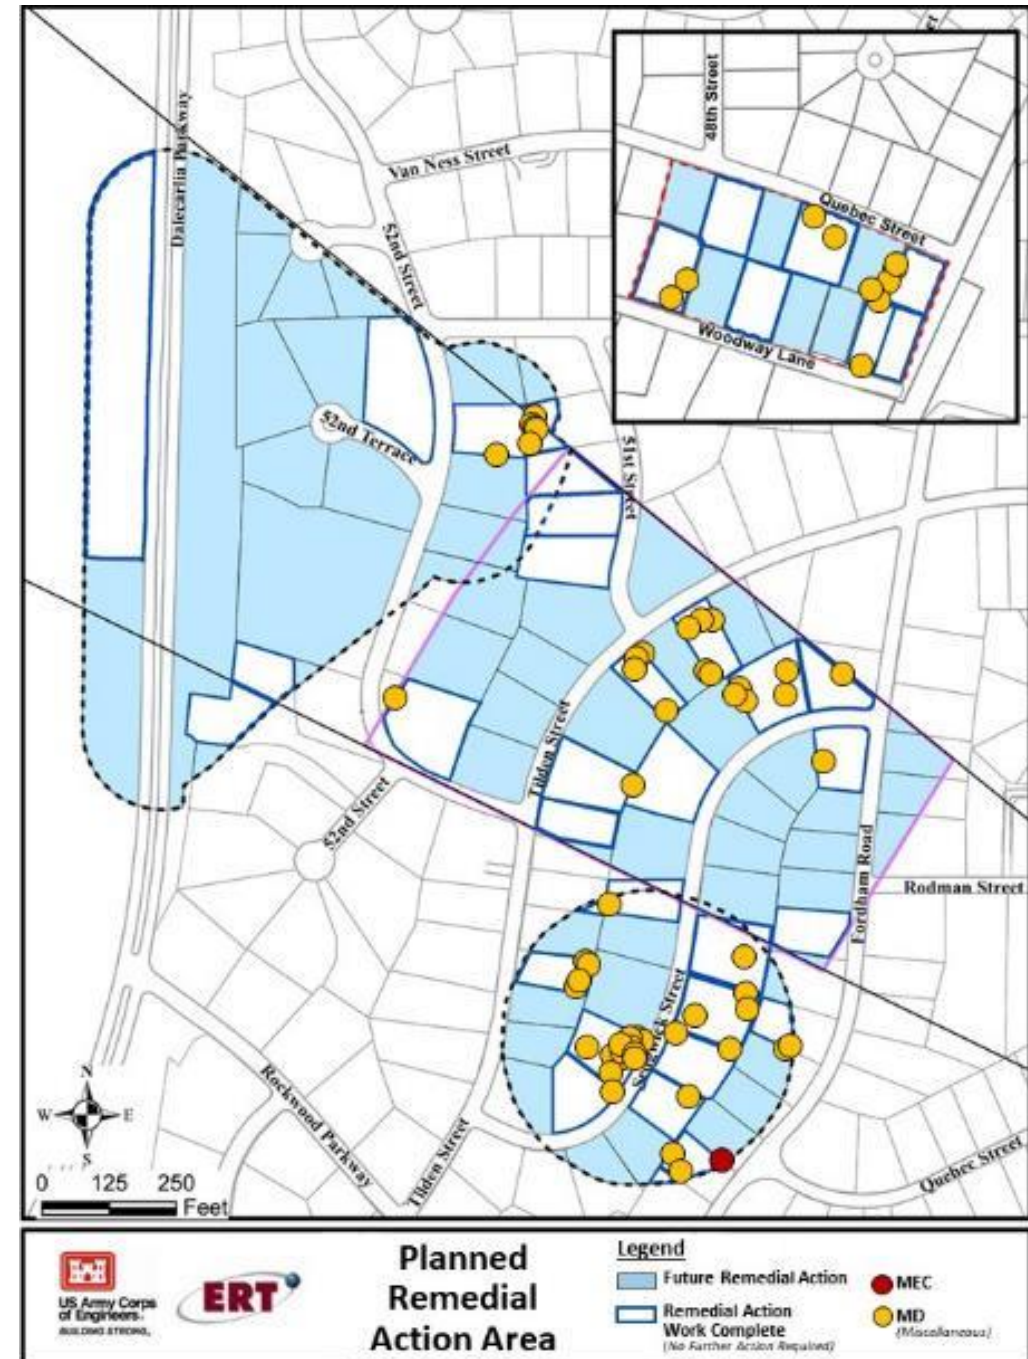 48th Street
Quebec Street
Woodway Lane
Dalecarlia Parkway
Van Ness Street
52nd Street
52nd Terrace
51st Street
Tilden Street
52nd Street
Fordham Road
Rodman Street
Sedgwick Street
Rockwood Parkway
Tilden Street
Quebec Street
N
W E
S
0 125 250
Feet
US Army Corps
of Engineers.
BUILDING STRONG.
ERT
Planned
Remedial
Action Area
Legend
Future Remedial Action
Remedial Action
Work Complete
(No Further Action Required)
MEC
MD
(Miscellaneous)